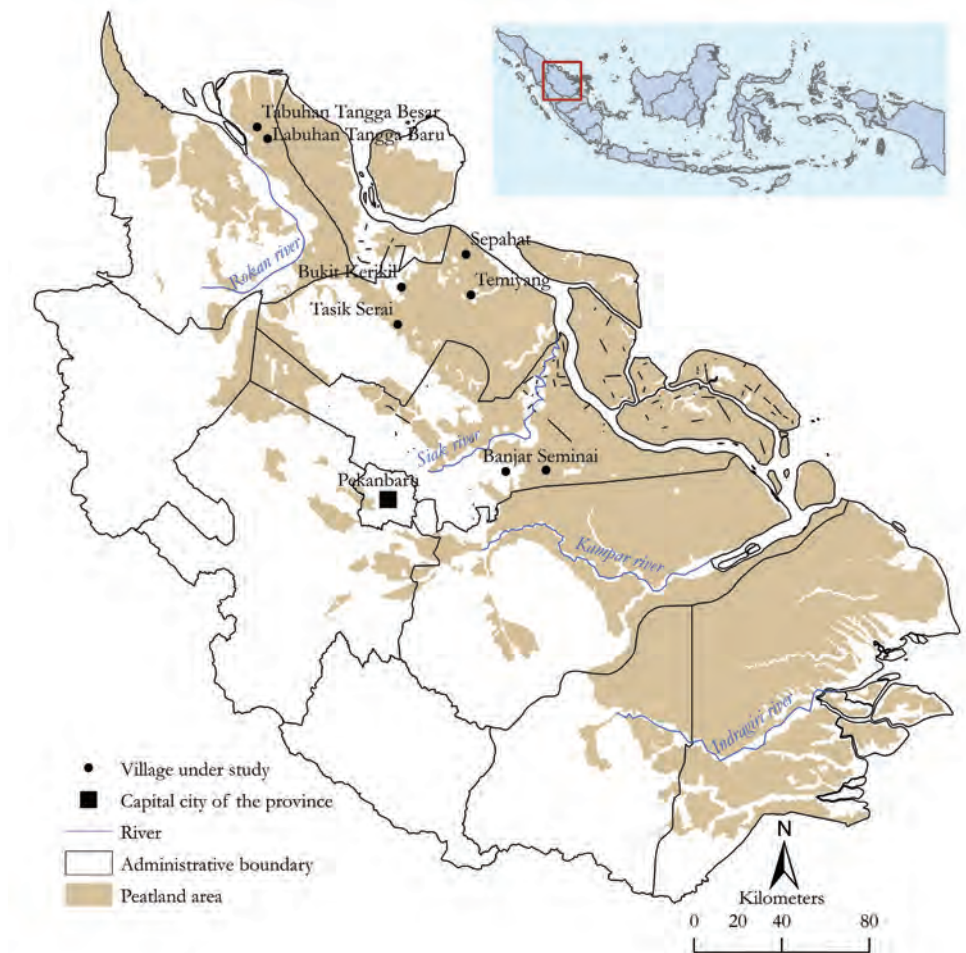 Tabuhan Tangga Besar
Labuhan Tangga Baru
Sepahat
Rokan river
Bukit Kerikil
Temiyang
Tasik Serai
Siak river
Banjar Seminai
Pekanbaru
Kampar river
Indragiri river
Village under study
Capital city of the province
River
Administrative boundary
Peatland area
N
Kilometers
0 20 40 80